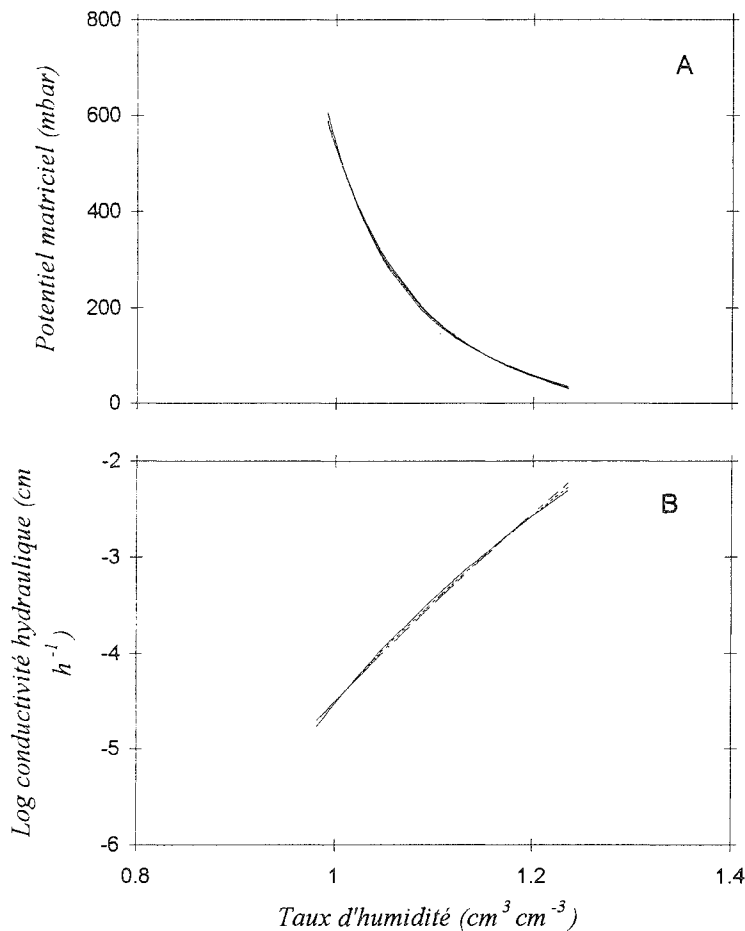 800
600
400
200
0
Potentiel matriciel (mbar)
A
-2
-3
-4
-5
-6
Log conductivité hydraulique (cm
h⁻¹)
B
0.8 1 1.2 1.4
Taux d'humidité (cm³ cm⁻³)